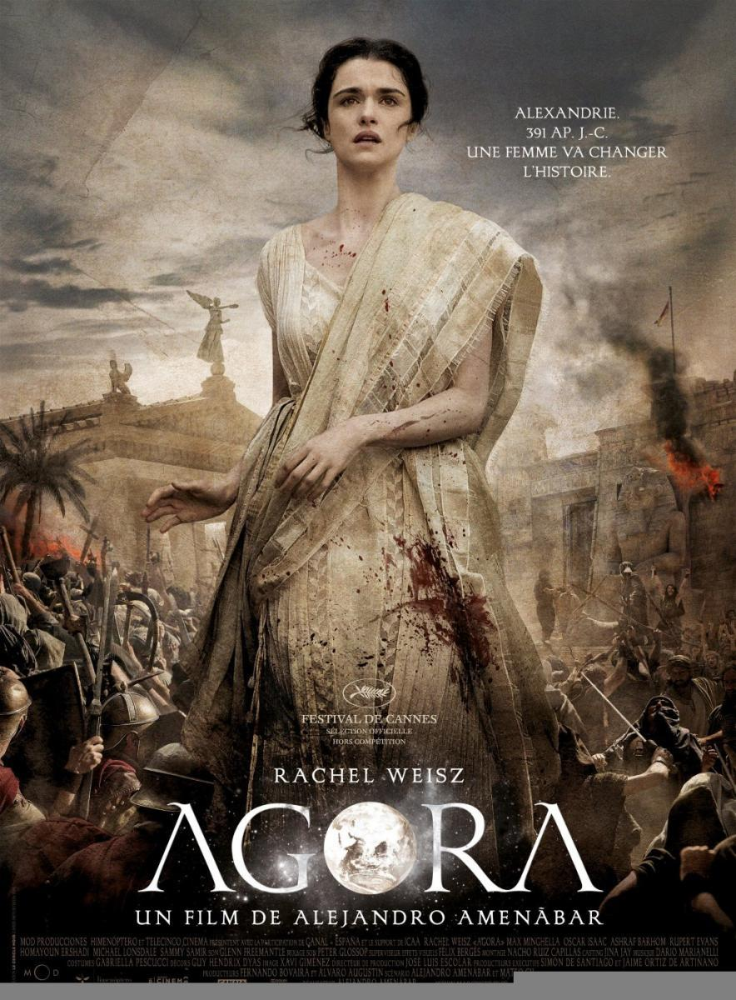 ALEXANDRIE.
391 AP. J.-C.
UNE FEMME VA CHANGER
L'HISTOIRE.
FESTIVAL DE CANNES
SÉLECTION OFFICIELLE
HORS COMPÉTITION
RACHEL WEISZ
AGORA
UN FILM DE ALEJANDRO AMENÀBAR
MOD PRODUCCIONES HIMENÓPTERO ET TELECINCO CINEMA PRÉSENTENT AVEC LA PARTICIPATION DE CANAL + ESPAÑA ET LE SUPPORT DE ICAA RACHEL WEISZ «AGORA» MAX MINGHELLA OSCAR ISAAC ASHRAF BARHOM RUPERT EVANS
HOMAYOUN ERSHADI MICHAEL LONSDALE SAMMY SAMIR SON GLENN FREEMANTLE MIXAGE SON PETER GLOSSOP SUPERVISEUR EFFETS VISUELS FELIX BERGÉS MONTAGE NACHO RUIZ CAPILLAS CASTING JINA JAY MUSIQUE DARIO MARIANELLI
COSTUMES GABRIELLA PESCUCCI DÉCORS GUY HENDRIX DYAS IMAGE XAVI GIMÉNEZ DIRECTEUR DE PRODUCTION JOSÉ LUIS ESCOLAR PRODUCTEURS EXÉCUTIFS SIMÓN DE SANTIAGO ET JAIME ORTIZ DE ARTIÑANO
PRODUCTEURS FERNANDO BOVAIRA ET ÁLVARO AUGUSTIN SCÉNARIO ALEJANDRO AMENÁBAR ET MATEO GIL
MOD
CINEM
ALEJANDRO AMENÁBAR